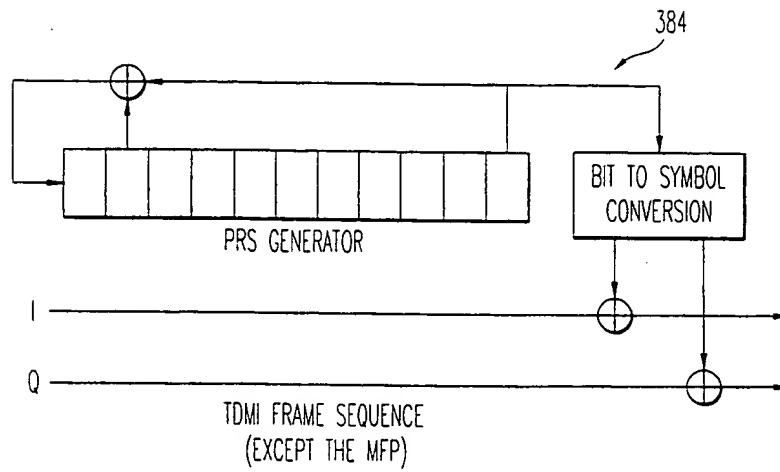 384
BIT TO SYMBOL
CONVERSION
PRS GENERATOR
I
Q
TDMI FRAME SEQUENCE
(EXCEPT THE MFP)